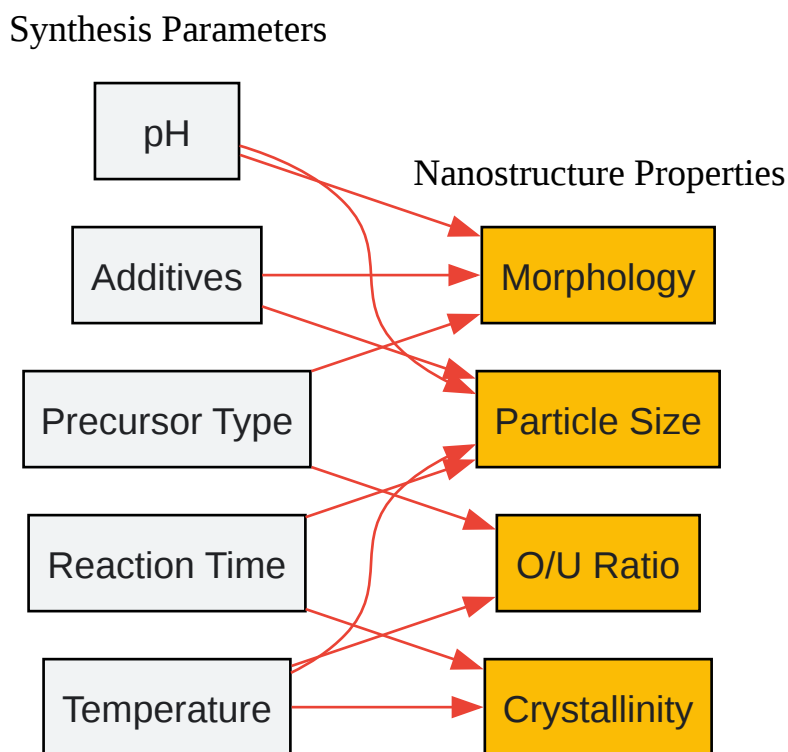 Synthesis Parameters
pH
Nanostructure Properties
Additives
Morphology
Precursor Type
Particle Size
Reaction Time
O/U Ratio
Temperature
Crystallinity